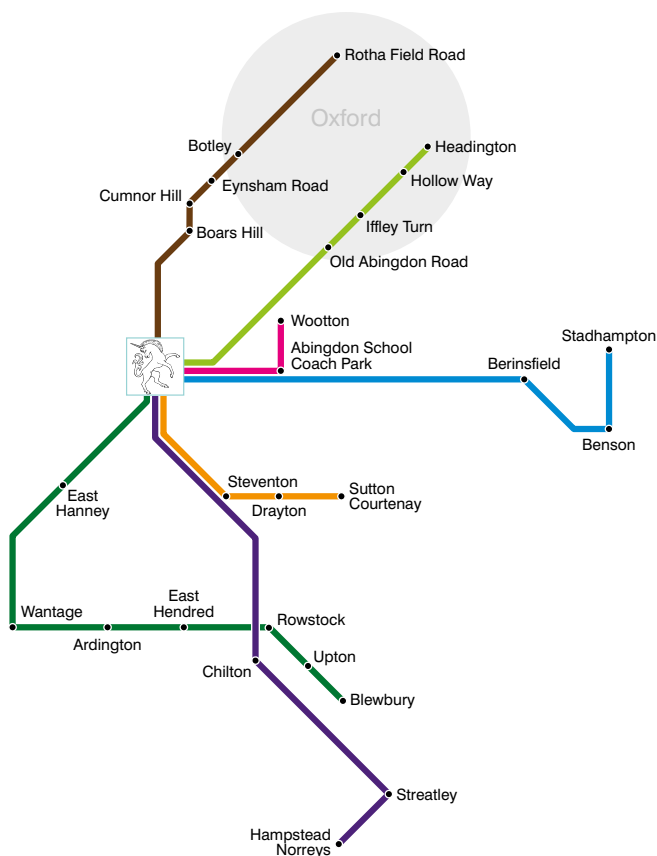 Rotha Field Road
Oxford
Botley
Headington
Hollow Way
Eynsham Road
Cumnor Hill
Iffley Turn
Boars Hill
Old Abingdon Road
Wootton
Stadhampton
Abingdon School
Coach Park
Berinsfield
Benson
Steventon
Drayton
Sutton
Courtenay
East
Hanney
East
Hendred
Wantage
Rowstock
Ardington
Upton
Chilton
Blewbury
Streatley
Hampstead
Norreys